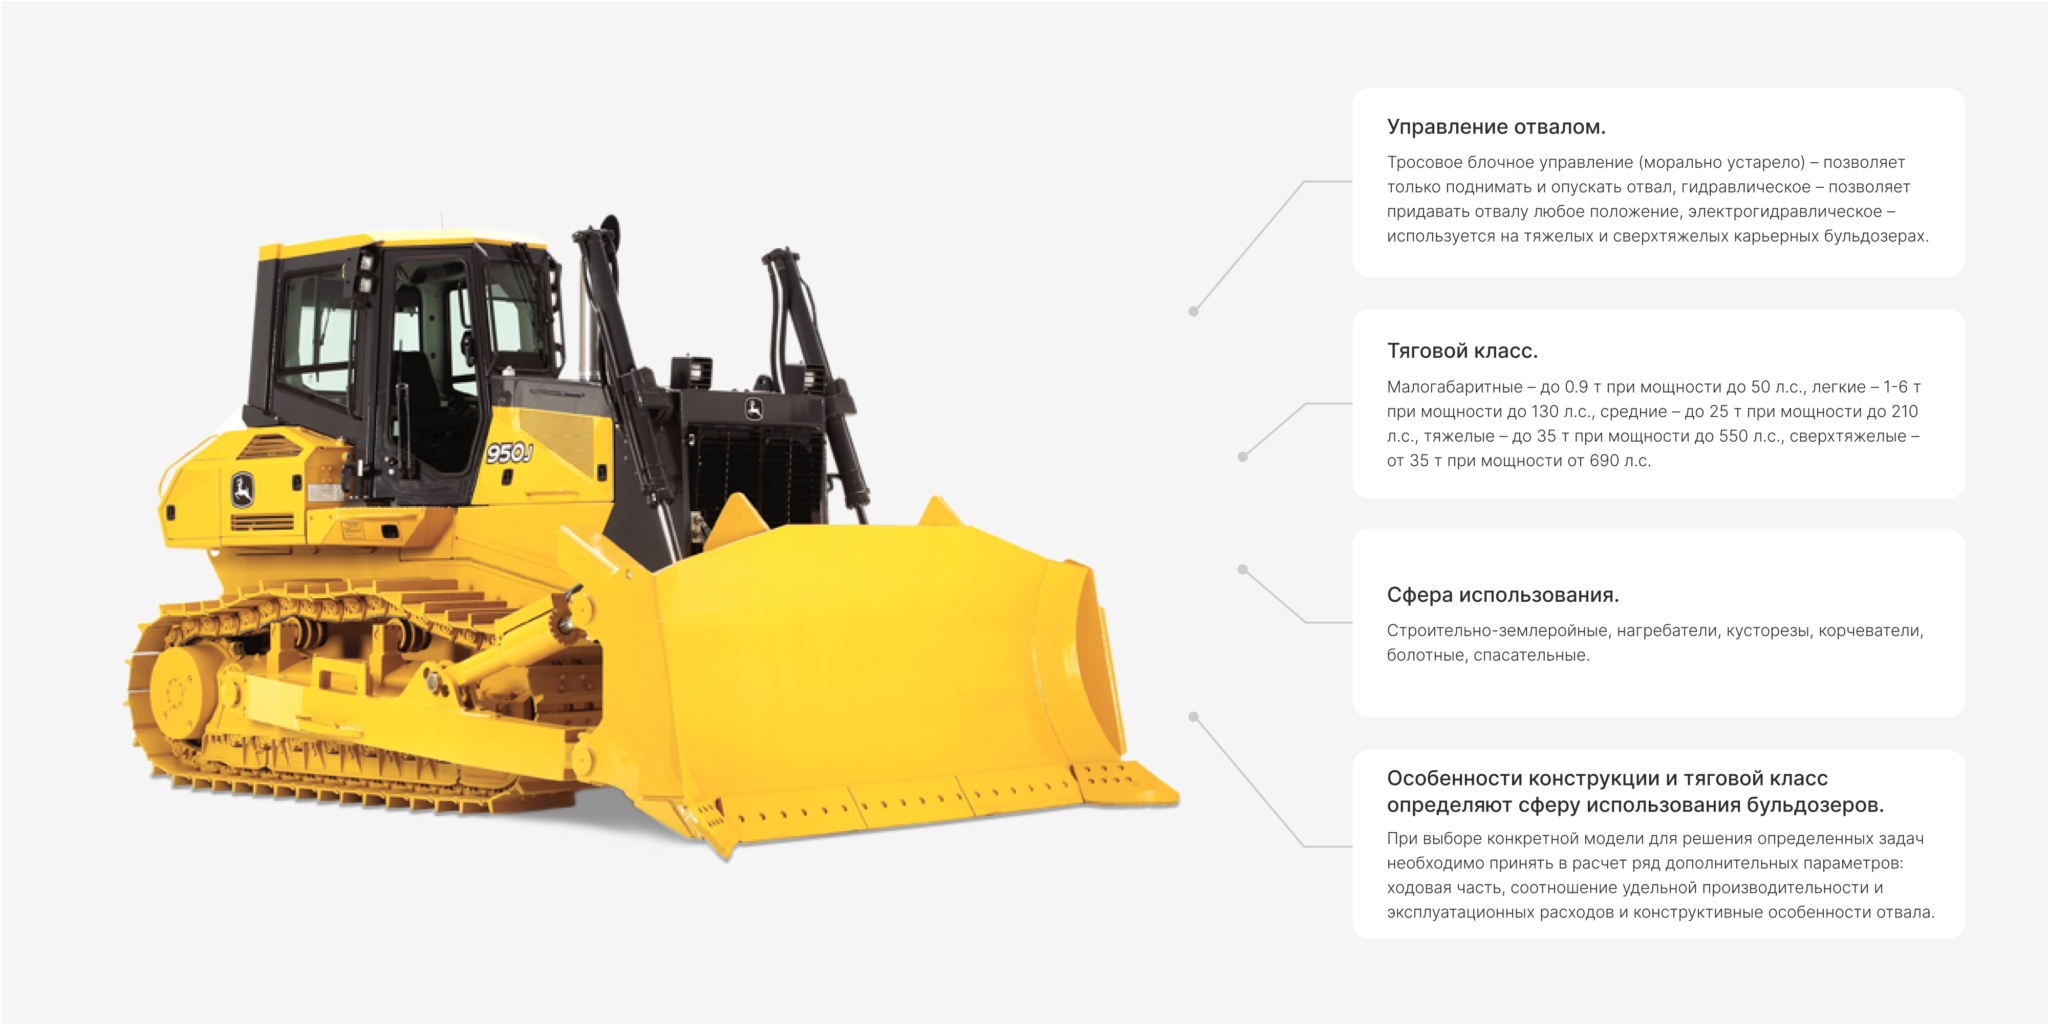 950J
Управление отвалом.
Тросовое блочное управление (морально устарело) – позволяет
только поднимать и опускать отвал, гидравлическое – позволяет
придавать отвалу любое положение, электрогидравлическое –
используется на тяжелых и сверхтяжелых карьерных бульдозерах.
Тяговой класс.
Малогабаритные – до 0.9 т при мощности до 50 л.с., легкие – 1-6 т
при мощности до 130 л.с., средние – до 25 т при мощности до 210
л.с., тяжелые – до 35 т при мощности до 550 л.с., сверхтяжелые –
от 35 т при мощности от 690 л.с.
Сфера использования.
Строительно-землеройные, нагребатели, кусторезы, корчеватели,
болотные, спасательные.
Особенности конструкции и тяговой класс
определяют сферу использования бульдозеров.
При выборе конкретной модели для решения определенных задач
необходимо принять в расчет ряд дополнительных параметров:
ходовая часть, соотношение удельной производительности и
эксплуатационных расходов и конструктивные особенности отвала.